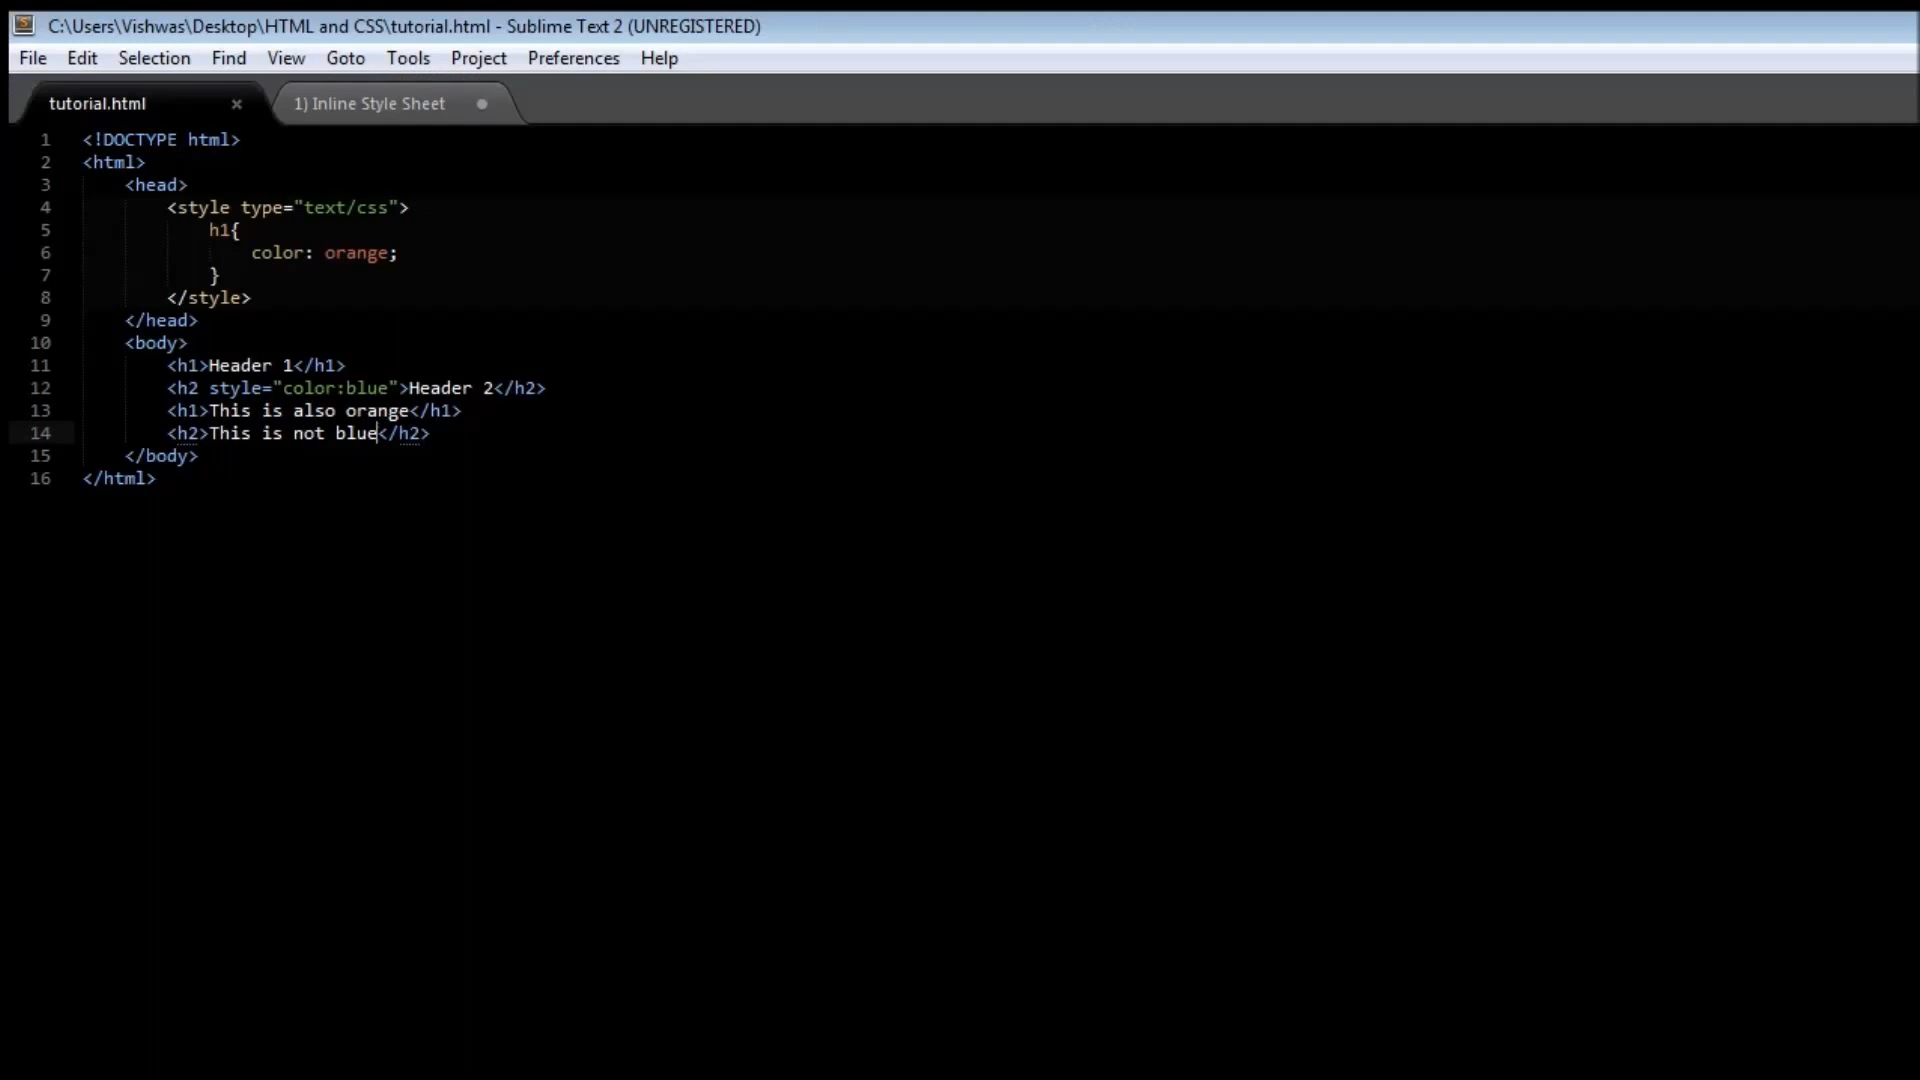 C:\Users\Vishwas\Desktop\HTML and CSS\tutorial.html - Sublime Text 2 (UNREGISTERED)
File Edit Selection Find View Goto Tools Project Preferences Help
tutorial.html × 1) Inline Style Sheet
1 <!DOCTYPE html>
2 <html>
3 <head>
4 <style type="text/css">
5 h1{
6 color: orange;
7 }
8 </style>
9 </head>
10 <body>
11 <h1>Header 1</h1>
12 <h2 style="color:blue">Header 2</h2>
13 <h1>This is also orange</h1>
14 <h2>This is not blue</h2>
15 </body>
16 </html>